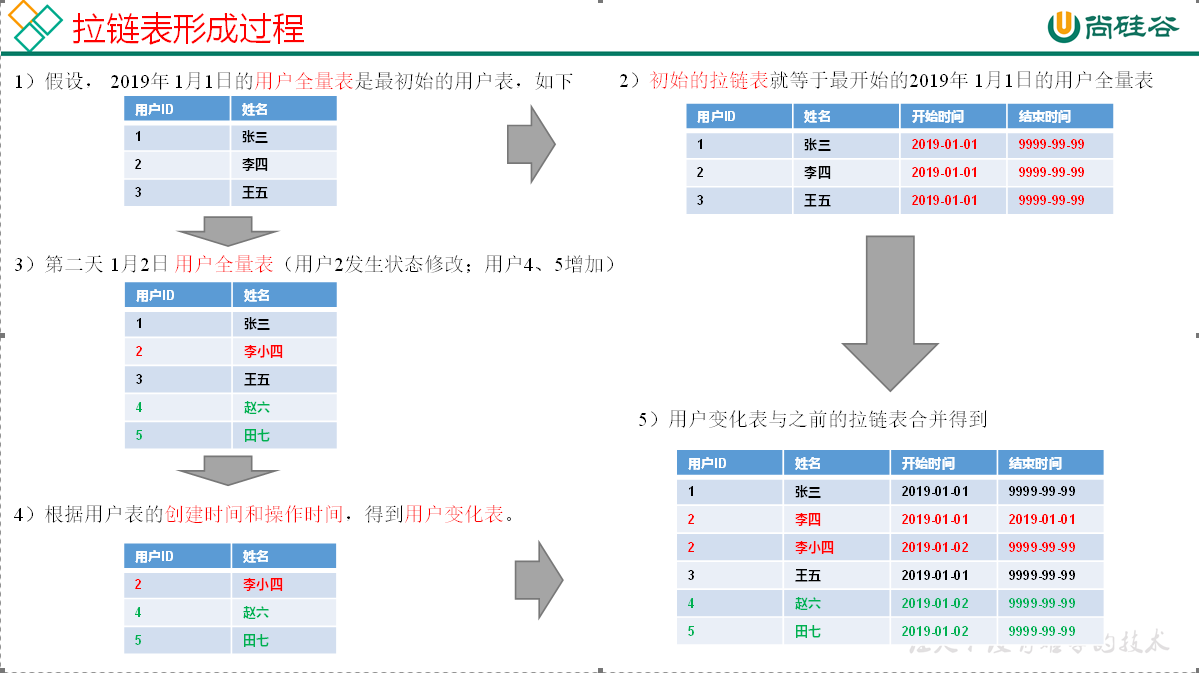 拉链表形成过程
尚硅谷
1）假设， 2019年1月1日的用户全量表是最初始的用户表，如下
用户ID 姓名
1 张三
2 李四
3 王五
2）初始的拉链表就等于最开始的2019年1月1日的用户全量表
用户ID 姓名 开始时间 结束时间
1 张三 2019-01-01 9999-99-99
2 李四 2019-01-01 9999-99-99
3 王五 2019-01-01 9999-99-99
3）第二天 1月2日 用户全量表（用户2发生状态修改；用户4、5增加）
用户ID 姓名
1 张三
2 李小四
3 王五
4 赵六
5 田七
4）根据用户表的创建时间和操作时间，得到用户变化表。
用户ID 姓名
2 李小四
4 赵六
5 田七
5）用户变化表与之前的拉链表合并得到
用户ID 姓名 开始时间 结束时间
1 张三 2019-01-01 9999-99-99
2 李四 2019-01-01 2019-01-01
2 李小四 2019-01-02 9999-99-99
3 王五 2019-01-01 9999-99-99
4 赵六 2019-01-02 9999-99-99
5 田七 2019-01-02 9999-99-99
的技术